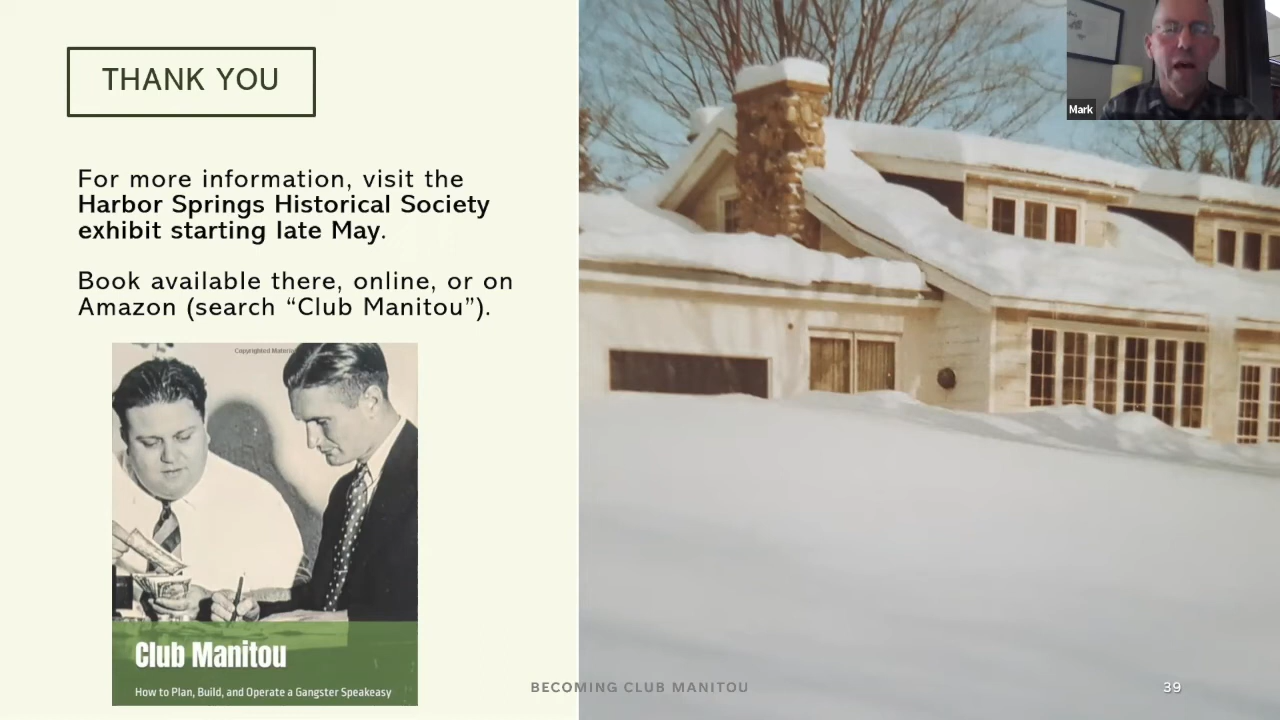 THANK YOU
Mark
For more information, visit the
Harbor Springs Historical Society
exhibit starting late May.
Book available there, online, or on
Amazon (search “Club Manitou”).
Copyrighted Material
Club Manitou
How to Plan, Build, and Operate a Gangster Speakeasy
BECOMING CLUB MANITOU
39